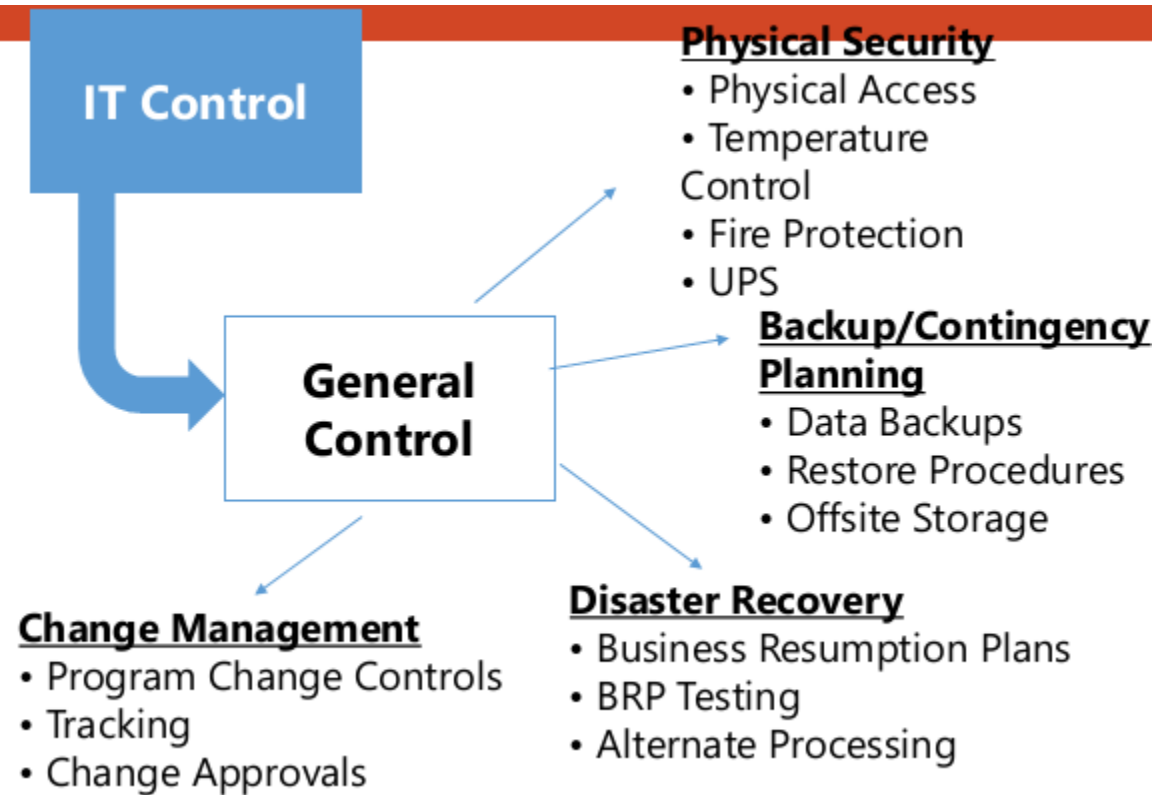 IT Control
Physical Security
• Physical Access
• Temperature
Control
• Fire Protection
• UPS
General
Control
Backup/Contingency
Planning
• Data Backups
• Restore Procedures
• Offsite Storage
Change Management
• Program Change Controls
• Tracking
• Change Approvals
Disaster Recovery
• Business Resumption Plans
• BRP Testing
• Alternate Processing